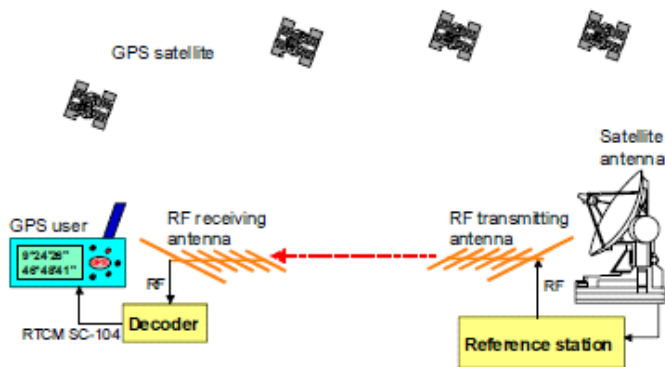 GPS satellite
Satellite
antenna
GPS user
RF receiving
antenna
RF transmitting
antenna
9°24'26"
46°48'41"
RF
RF
RTCM SC-104
Decoder
Reference station